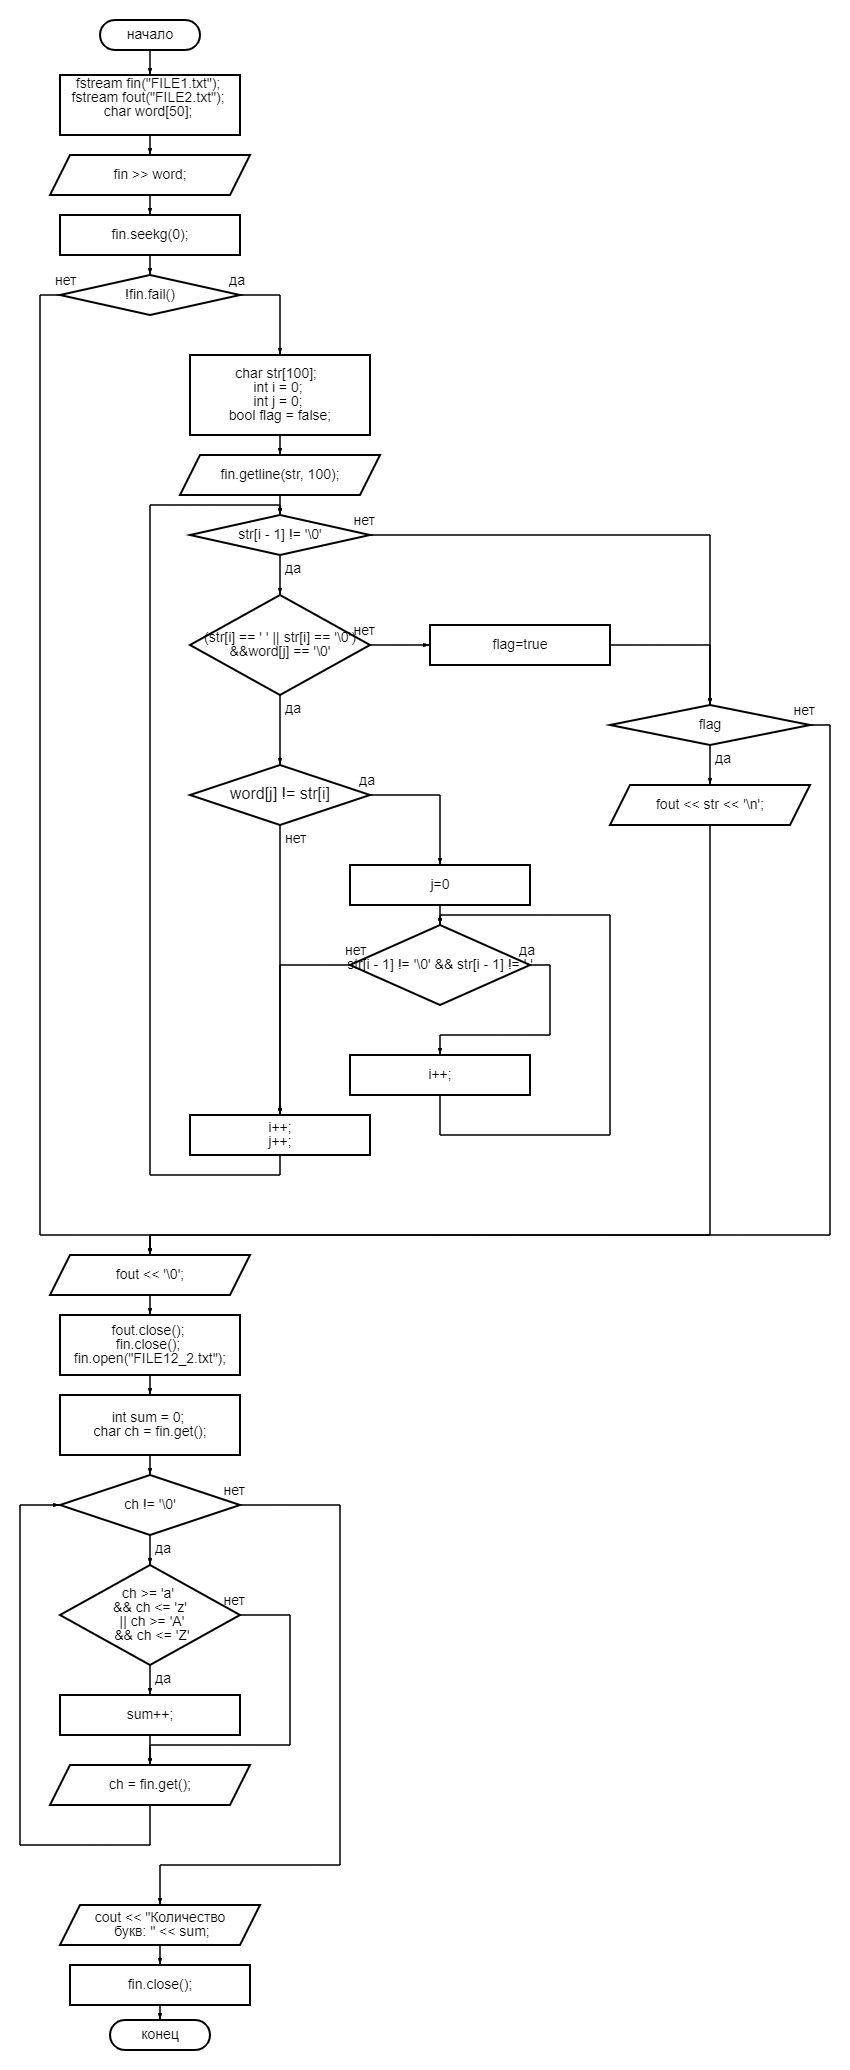 начало
fstream fin("FILE1.txt");
fstream fout("FILE2.txt");
char word[50];
fin >> word;
fin.seekg(0);
нет
да
!fin.fail()
char str[100];
int i = 0;
int j = 0;
bool flag = false;
fin.getline(str, 100);
нет
str[i - 1] != '\0'
да
(str[i] == ' ' || str[i] == '\0')
&&word[j] == '\0'
нет
flag=true
да
нет
flag
да
word[j] != str[i]
да
fout << str << '\n';
нет
j=0
нет
да
str[i - 1] != '\0' && str[i - 1] != ' '
i++;
i++;
j++;
fout << '\0';
fout.close();
fin.close();
fin.open("FILE12_2.txt");
int sum = 0;
char ch = fin.get();
нет
ch != '\0'
да
ch >= 'a'
&& ch <= 'z'
|| ch >= 'A'
&& ch <= 'Z'
нет
да
sum++;
ch = fin.get();
cout << "Количество
букв: " << sum;
fin.close();
конец